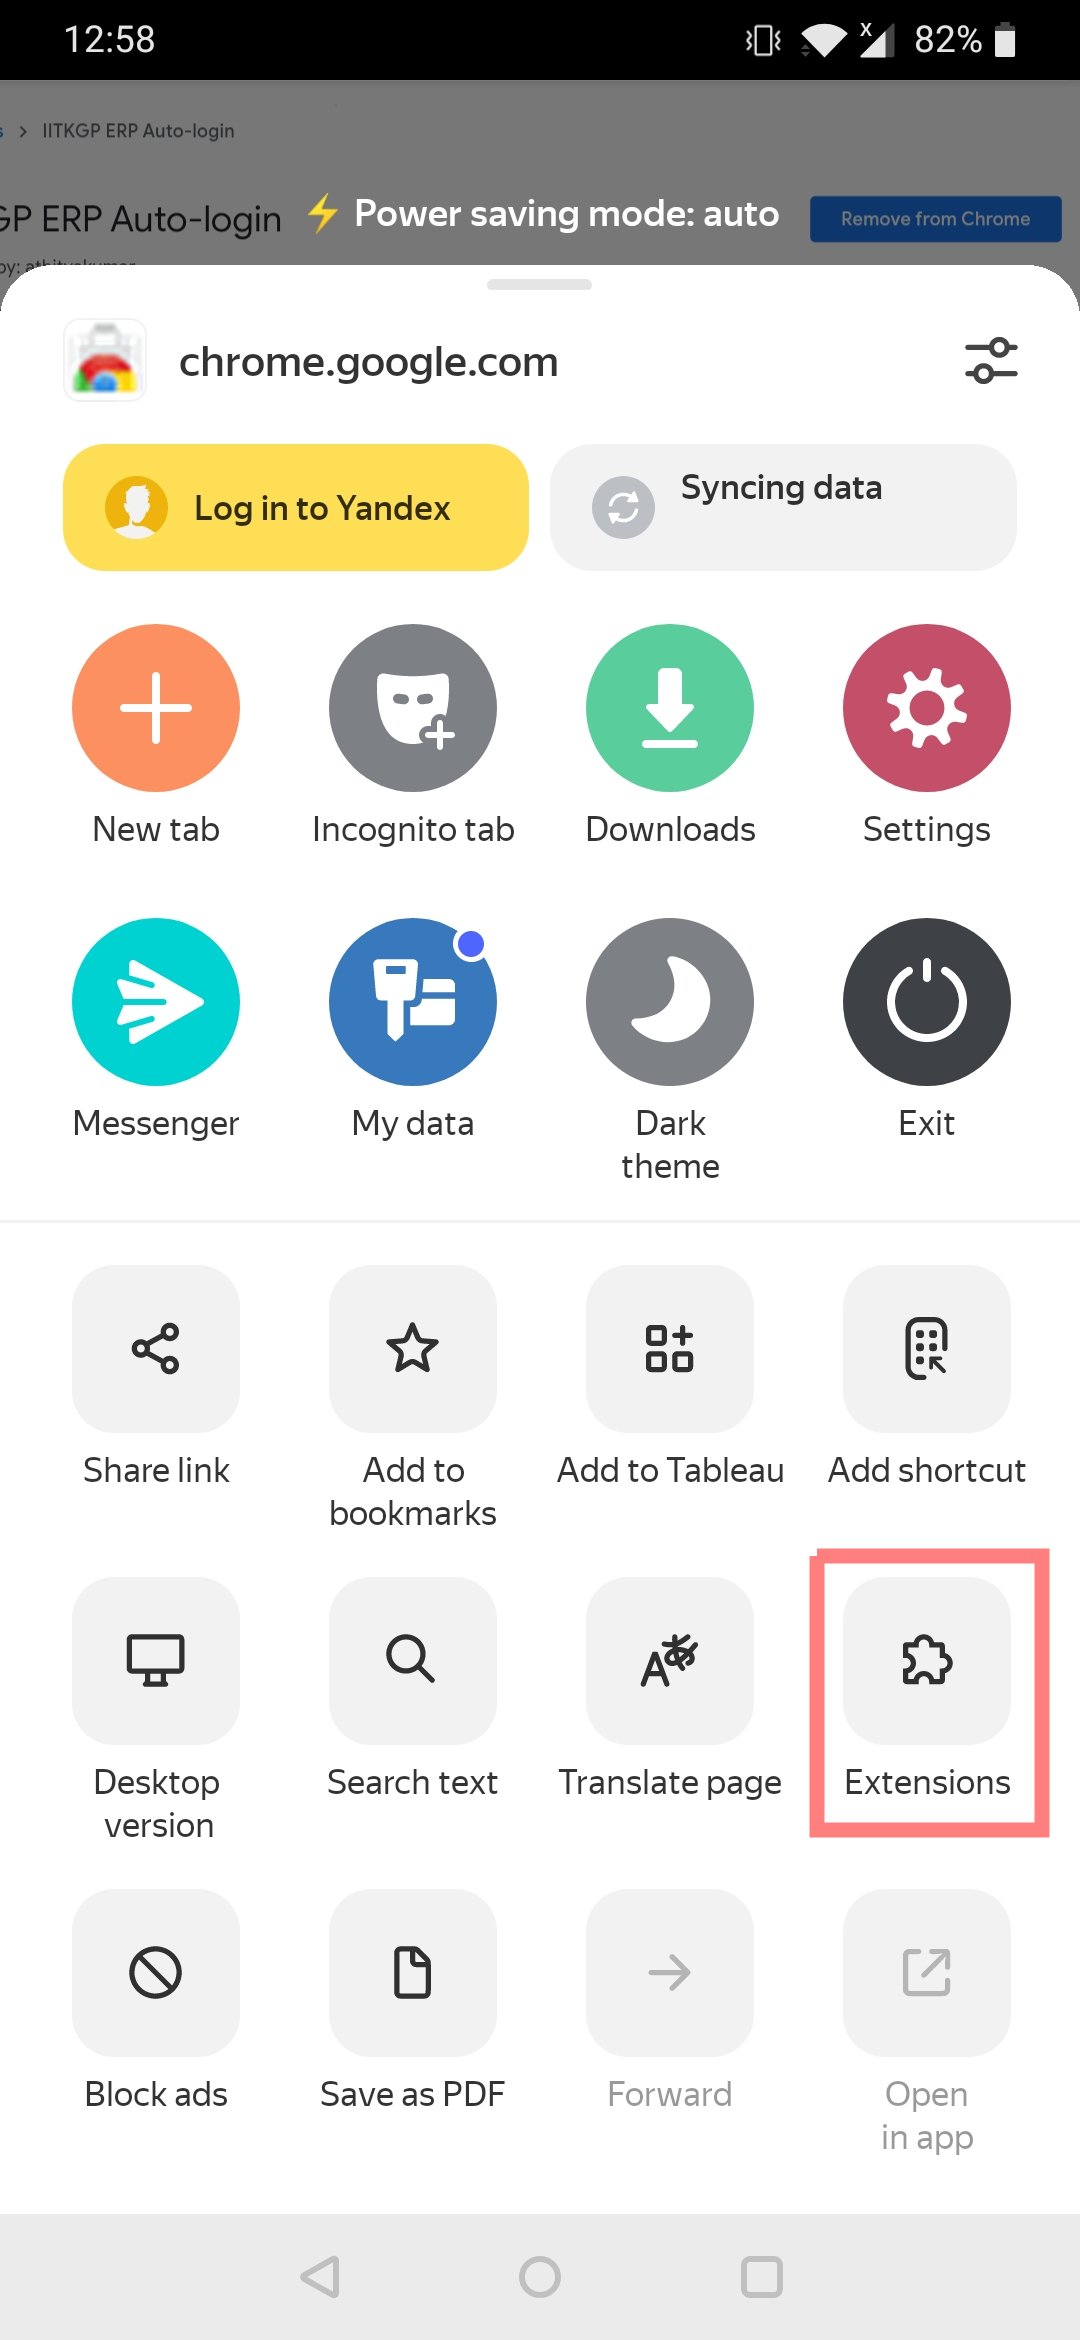 12:58
82%
IITKGP ERP Auto-login
GP ERP Auto-login
⚡ Power saving mode: auto
Remove from Chrome
by:
chrome.google.com
Log in to Yandex
Syncing data
New tab
Incognito tab
Downloads
Settings
Messenger
My data
Dark
theme
Exit
Share link
Add to
bookmarks
Add to Tableau
Add shortcut
Desktop
version
Search text
Translate page
Extensions
Block ads
Save as PDF
Forward
Open
in app